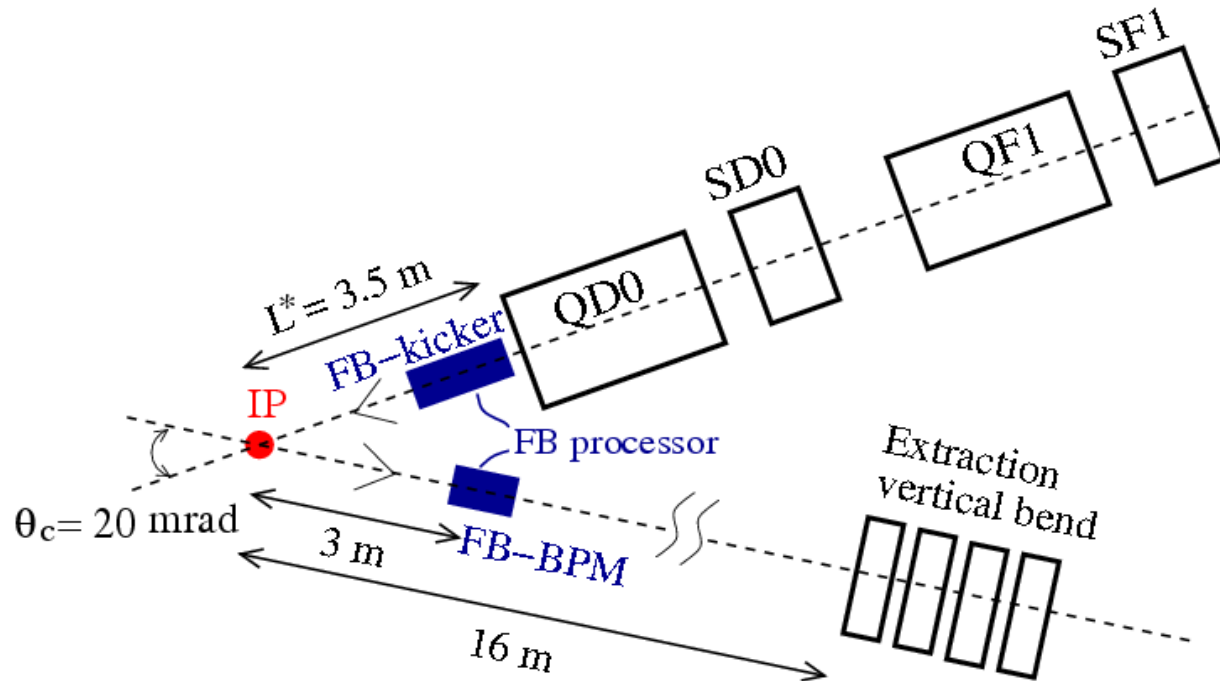 SF1
QF1
SD0
QD0
L* = 3.5 m
FB-kicker
IP
FB processor
θc= 20 mrad
3 m
FB-BPM
16 m
Extraction
vertical bend